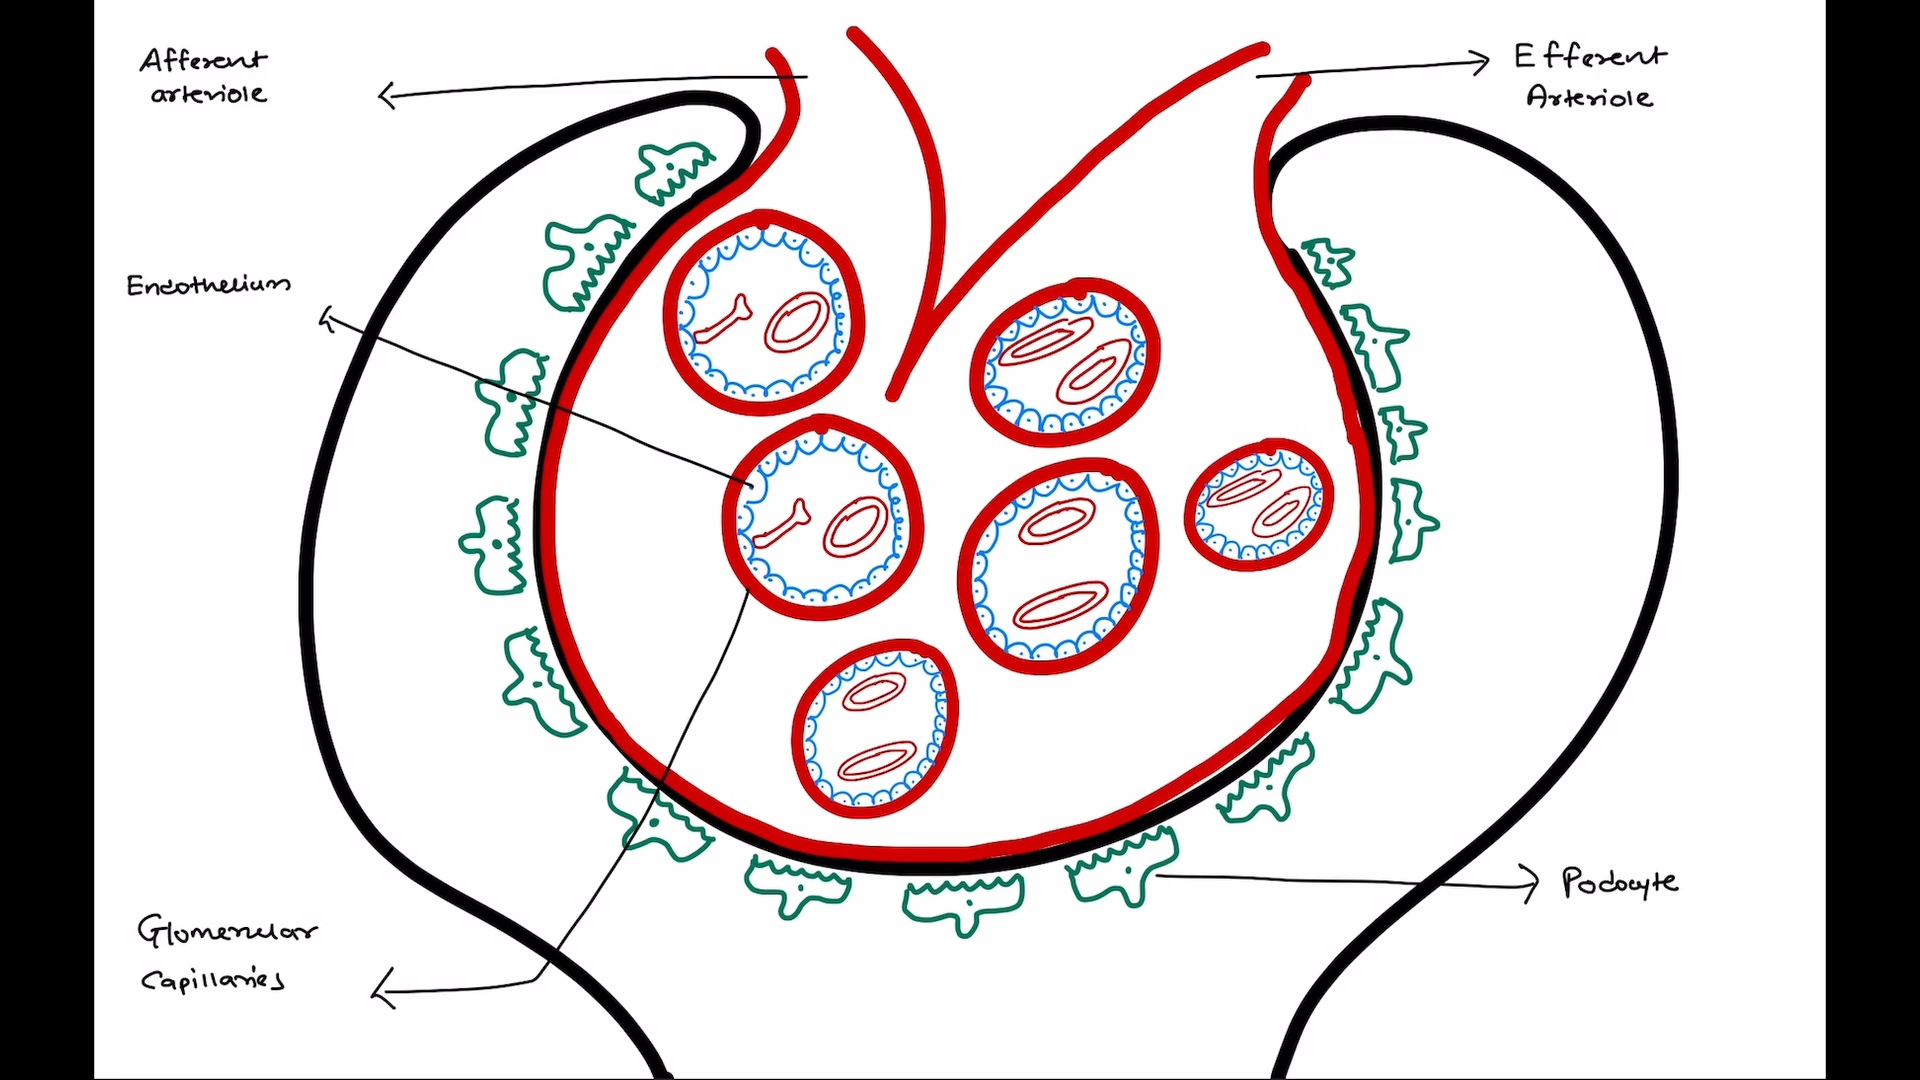 Afferent
arteriole
Efferent
Arteriole
Endothelium
Podocyte
Glomerular
Capillaries